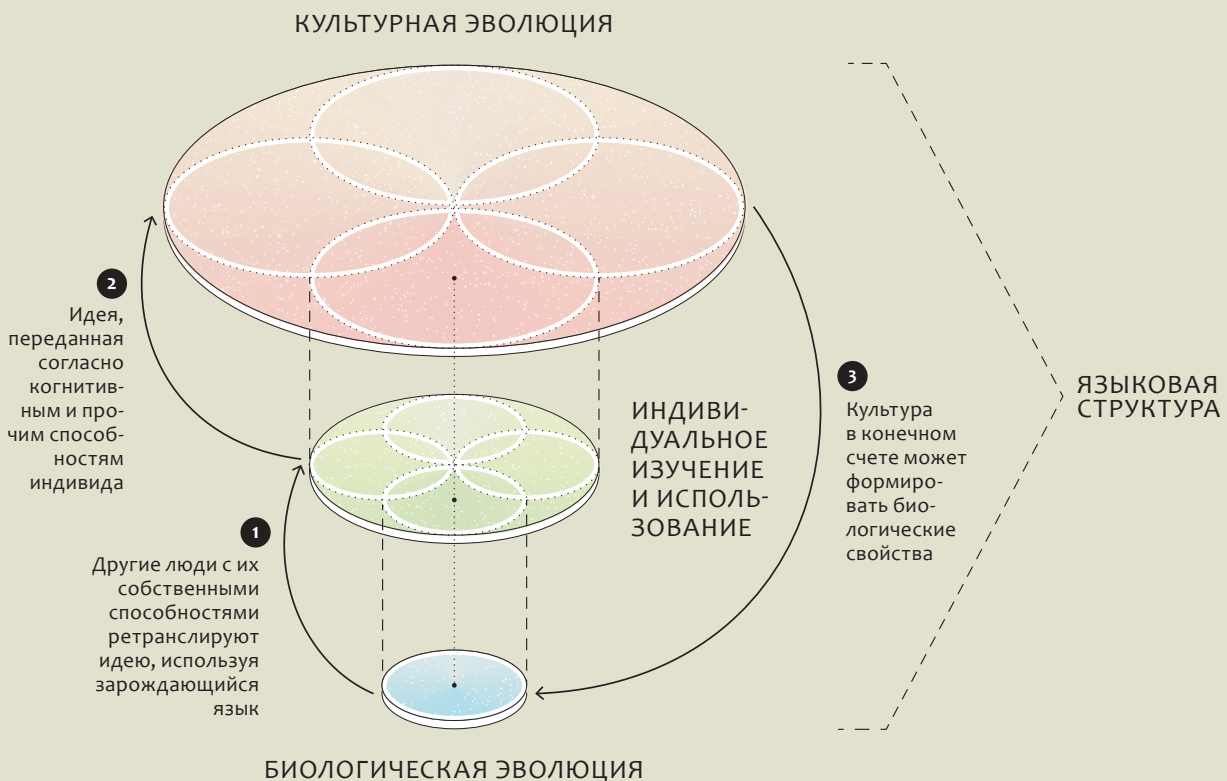 КУЛЬТУРНАЯ ЭВОЛЮЦИЯ
2
Идея,
переданная
согласно
когнитив-
ным и про-
чим способ-
ностям
индивида
1
Другие люди с их
собственными
способностями
ретранслируют
идею, используя
зарождающийся
язык
ИНДИВИ-
ДУАЛЬНОЕ
ИЗУЧЕНИЕ
И ИСПОЛЬ-
ЗОВАНИЕ
3
Культура
в конечном
счете может
формиро-
вать био-
логические
свойства
ЯЗЫКОВАЯ
СТРУКТУРА
БИОЛОГИЧЕСКАЯ ЭВОЛЮЦИЯ